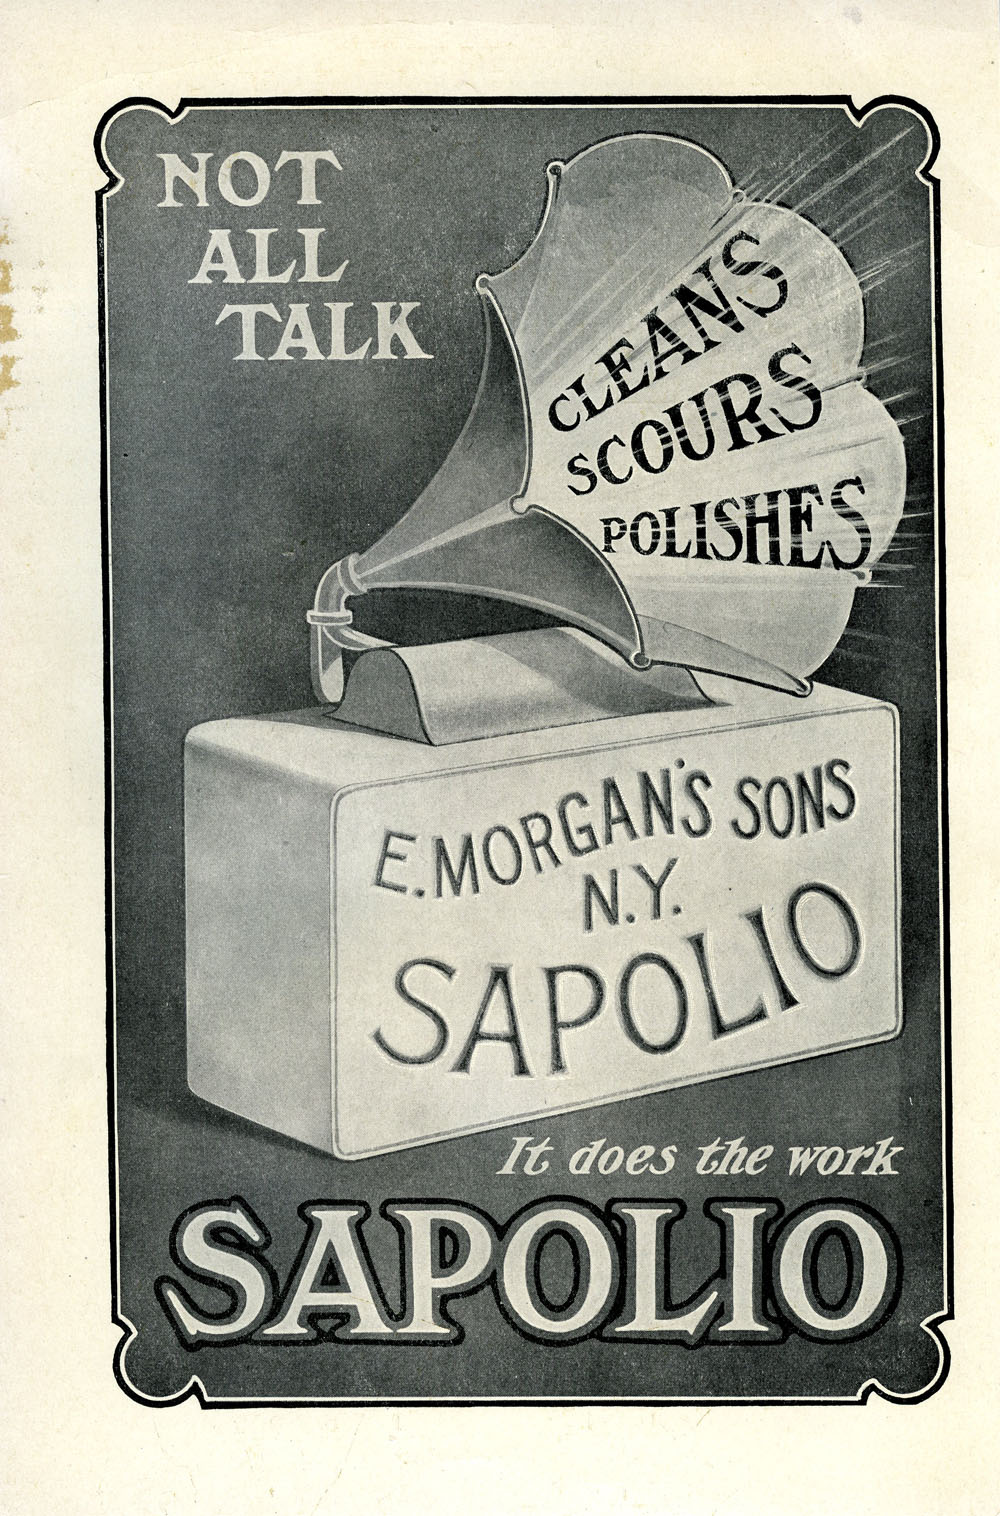 NOT
ALL
TALK
CLEANS
SCOURS
POLISHES
E. MORGAN'S SONS
N.Y.
SAPOLIO
It does the work
SAPOLIO